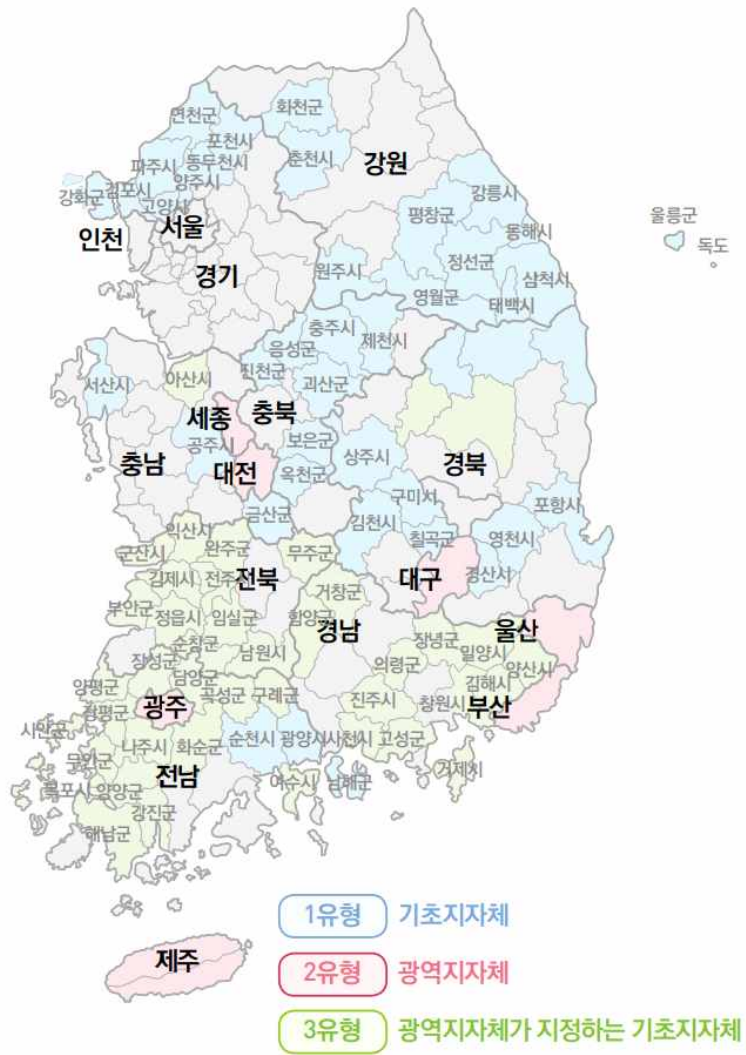 연천군
화천군
포천시
파주시
동무천시
춘천시
양주시
강원
강화군
김포시
고양시
강릉시
평창군
울릉군
인천
서울
동해시
독도
정선군
경기
원주시
삼척시
영월군
태백시
충주시
제천시
음성군
진천군
서산시
아산시
괴산군
세종
충북
공주시
보은군
충남
대전
상주시
경북
옥천군
구미서
포항시
금산군
김천시
영천시
칠곡군
익산시
완주군
무주군
군산시
대구
경산서
김제시
전주
전북
거창군
부안군
정읍시
임실군
함양군
경남
장녕군
울산
순창군
남원시
밀양시
장성군
의령군
양산시
담양군
양평군
곡성군
구례군
김해시
진주시
창원시
부산
광주
나주시
화순군
순천시
광양시
사천시
고성군
거제치
전남
여수시
남해군
목포시
암양군
강진군
해남군
1유형 기초지자체
제주
2유형 광역지자체
3유형 광역지자체가 지정하는 기초지자체